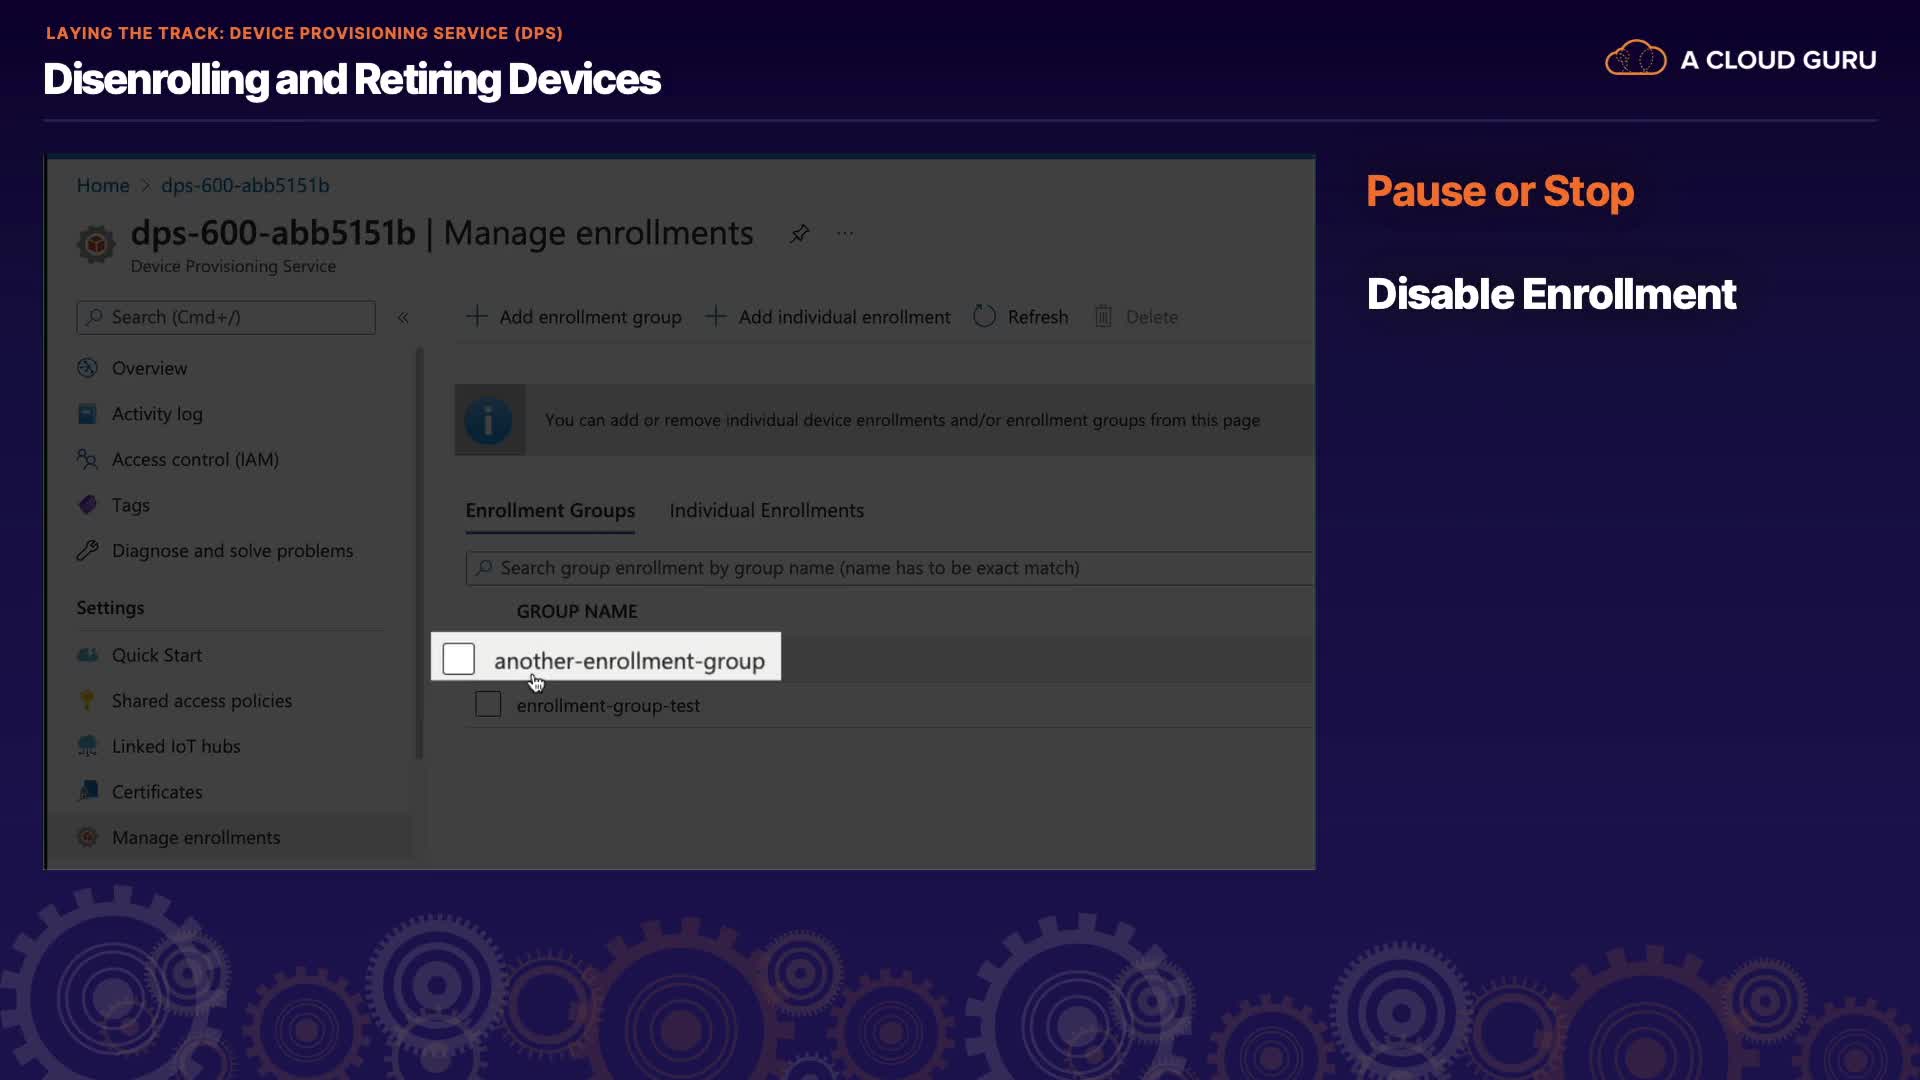 LAYING THE TRACK: DEVICE PROVISIONING SERVICE (DPS)
Disenrolling and Retiring Devices
A CLOUD GURU
Home > dps-600-abb5151b
dps-600-abb5151b | Manage enrollments ...
Device Provisioning Service
Search (Cmd+/) «
Add enrollment group Add individual enrollment Refresh Delete
Overview
Activity log
Access control (IAM)
Tags
Diagnose and solve problems
Settings
Quick Start
Shared access policies
Linked IoT hubs
Certificates
Manage enrollments
You can add or remove individual device enrollments and/or enrollment groups from this page
Enrollment Groups Individual Enrollments
Search group enrollment by group name (name has to be exact match)
GROUP NAME
another-enrollment-group
enrollment-group-test
Pause or Stop
Disable Enrollment